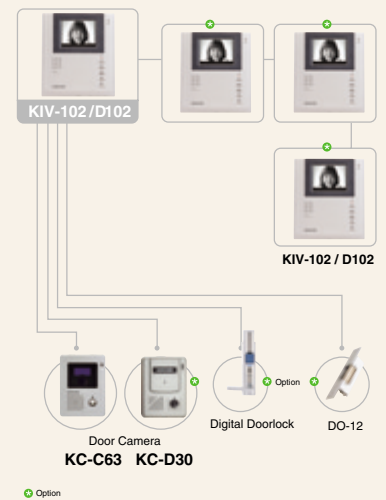 KIV-102 /D102
KIV-102 / D102
Option
Digital Doorlock
DO-12
Door Camera
KC-C63 KC-D30
Option